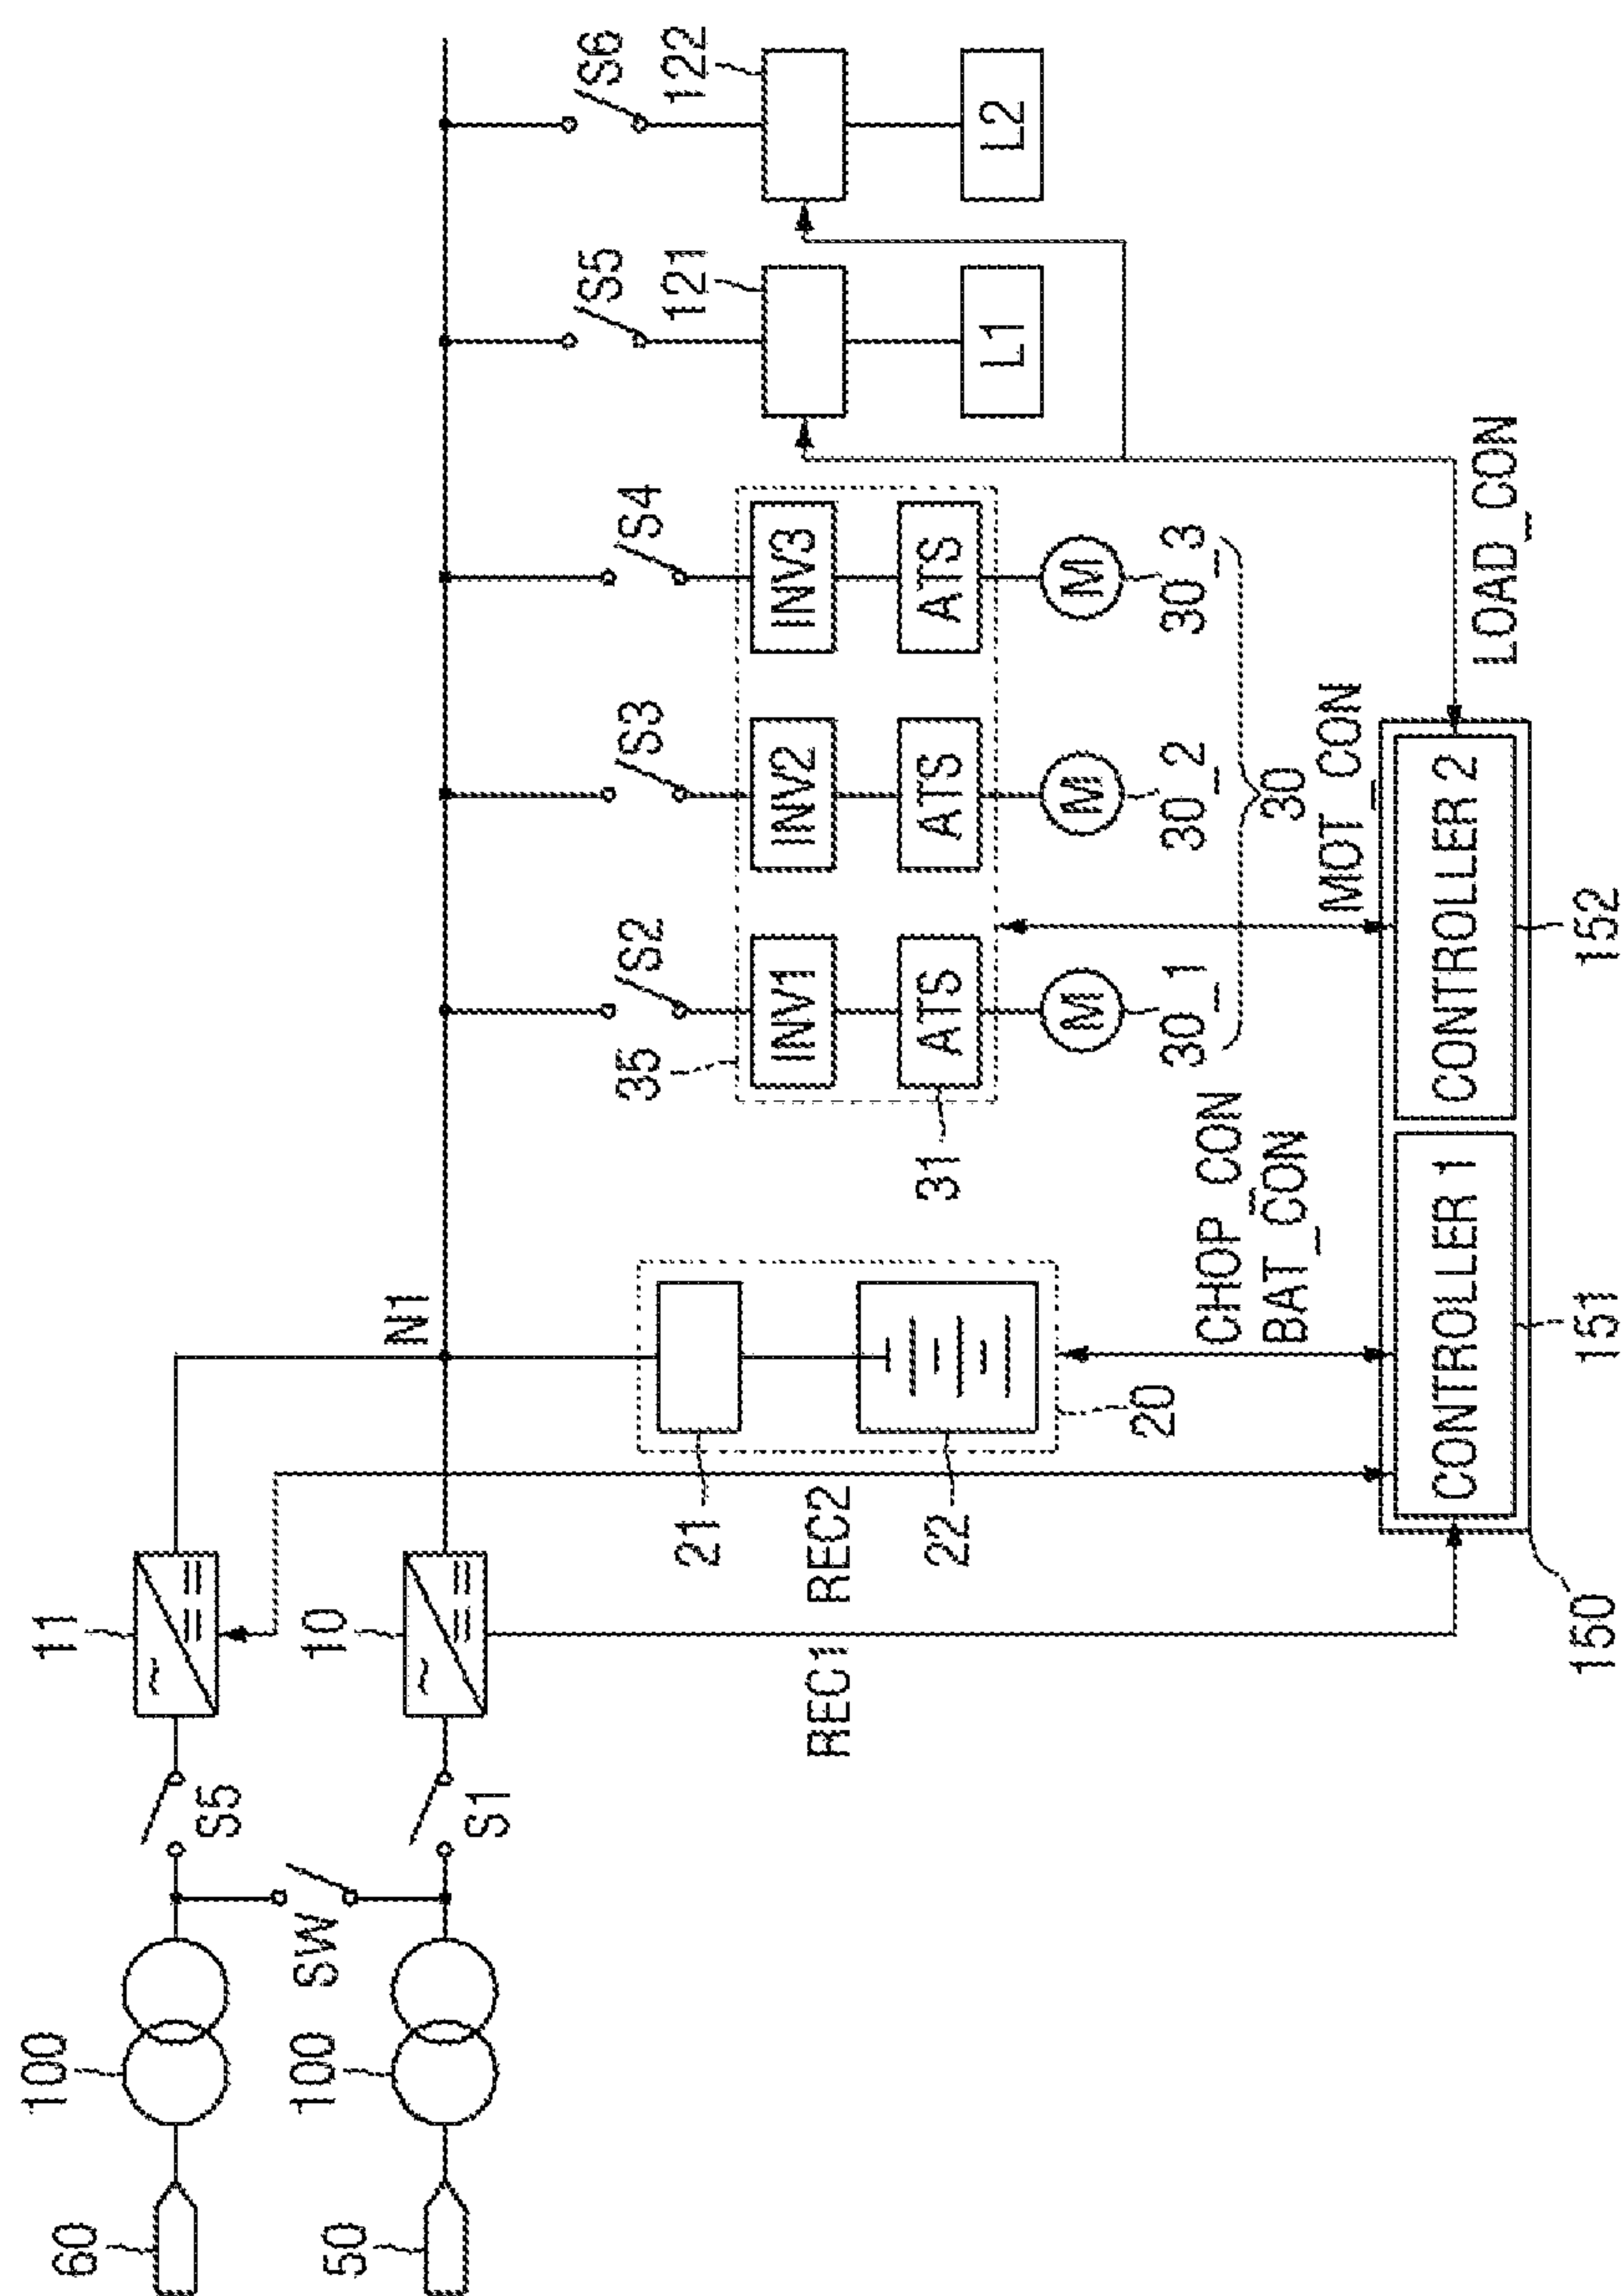 60
100
11
50
100
SW
S5
10
S1
N1
REC1
REC2
21
22
20
CHOP_CON
BAT_CON
35
31
S2
INV1
ATS
M
30_1
S3
INV2
ATS
M
30_2
S4
INV3
ATS
M
30_3
30
MOT_CON
S5
121
L1
S6
122
L2
LOAD_CON
CONTROLLER 1
CONTROLLER 2
150
151
152